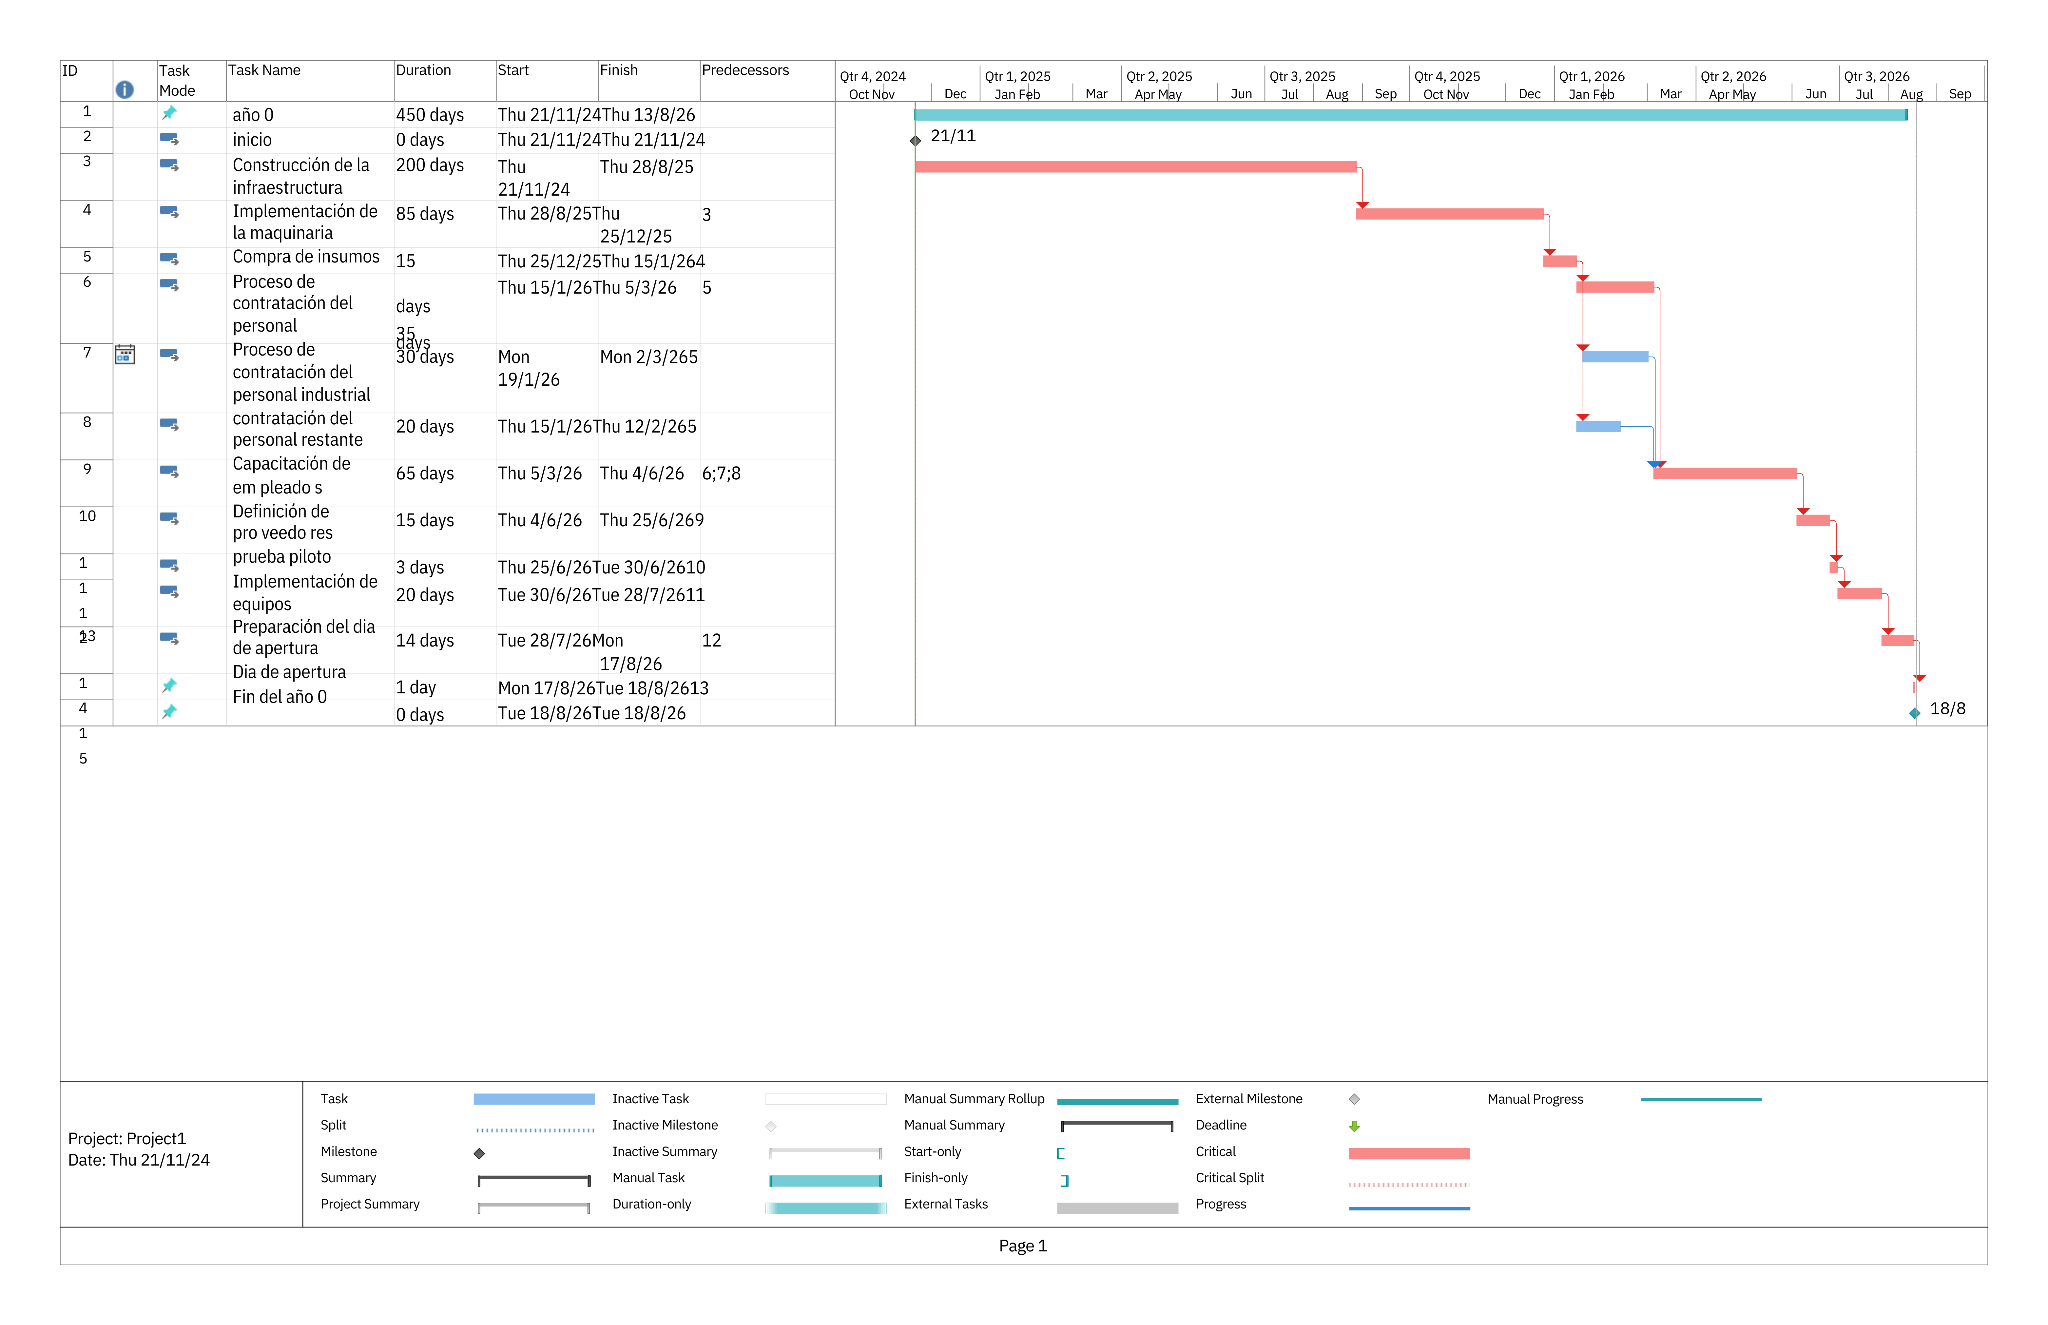 ID
Task Mode
Task Name
Duration
Start
Finish
Predecessors
Qtr 4, 2024
Qtr 1, 2025
Qtr 2, 2025
Qtr 3, 2025
Qtr 4, 2025
Qtr 1, 2026
Qtr 2, 2026
Qtr 3, 2026
Oct Nov Dec Jan Feb Mar Apr May Jun Jul Aug Sep Oct Nov Dec Jan Feb Mar Apr May Jun Jul Aug Sep
1 año 0 450 days Thu 21/11/24 Thu 13/8/26
2 inicio 0 days Thu 21/11/24 Thu 21/11/24
21/11
3 Construcción de la 200 days Thu Thu 28/8/25
infraestructura 21/11/24
4 Implementación de 85 days Thu 28/8/25 Thu 3
la maquinaria 25/12/25
5 Compra de insumos 15 Thu 25/12/25 Thu 15/1/26 4
6 Proceso de Thu 15/1/26 Thu 5/3/26 5
contratación del days
personal 35
days
7 Proceso de 30 days Mon Mon 2/3/26 5
contratación del 19/1/26
personal industrial
8 contratación del 20 days Thu 15/1/26 Thu 12/2/26 5
personal restante
9 Capacitación de 65 days Thu 5/3/26 Thu 4/6/26 6;7;8
em pleado s
10 Definición de 15 days Thu 4/6/26 Thu 25/6/26 9
pro veedo res
prueba piloto
1 3 days Thu 25/6/26 Tue 30/6/26 10
1 Implementación de 20 days Tue 30/6/26 Tue 28/7/26 11
equipos
1
Preparación del dia
2 13 14 days Tue 28/7/26 Mon 12
de apertura 17/8/26
Dia de apertura
1 1 day Mon 17/8/26 Tue 18/8/26 13
Fin del año 0
4 0 days Tue 18/8/26 Tue 18/8/26
18/8
1
5
Project: Project1
Date: Thu 21/11/24
Task
Split
Milestone
Summary
Project Summary
Inactive Task
Inactive Milestone
Inactive Summary
Manual Task
Duration-only
Manual Summary Rollup
Manual Summary
Start-only
Finish-only
External Tasks
External Milestone
Deadline
Critical
Critical Split
Progress
Manual Progress
Page 1